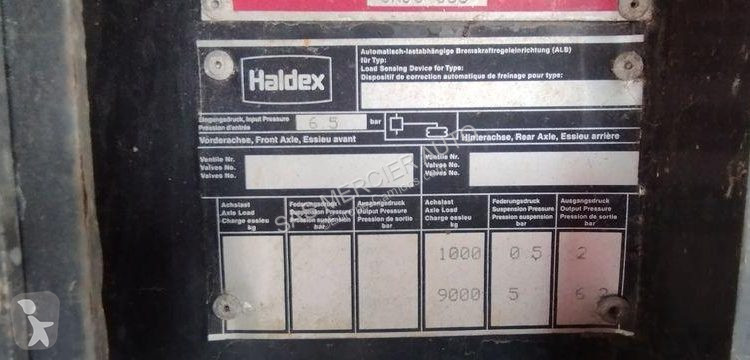 Haldex
Automatisch-lastabhängige Bremskraftregeleinrichtung (ALB)
für Typ:
Load Sensing Device for Type:
Dispositif de correction automatique de freinage pour type:
Eingangsdruck, Input Pressure
Pression d'entrée
6.5 bar
Vorderachse, Front Axle, Essieu avant
Hinterachse, Rear Axle, Essieu arrière
Ventile Nr.
Valves No.
Valves No.
Ventile Nr.
Valves No.
Valves No.
Achslast
Axle Load
Charge essieu
kg
Federungsdruck
Suspension Pressure
Pression suspension
bar
Ausgangsdruck
Output Pressure
Pression de sortie
bar
Achslast
Axle Load
Charge essieu
kg
Federungsdruck
Suspension Pressure
Pression suspension
bar
Ausgangsdruck
Output Pressure
Pression de sortie
bar
1000 0 5 2
9000 5 6
SAS MERCIER AUTO